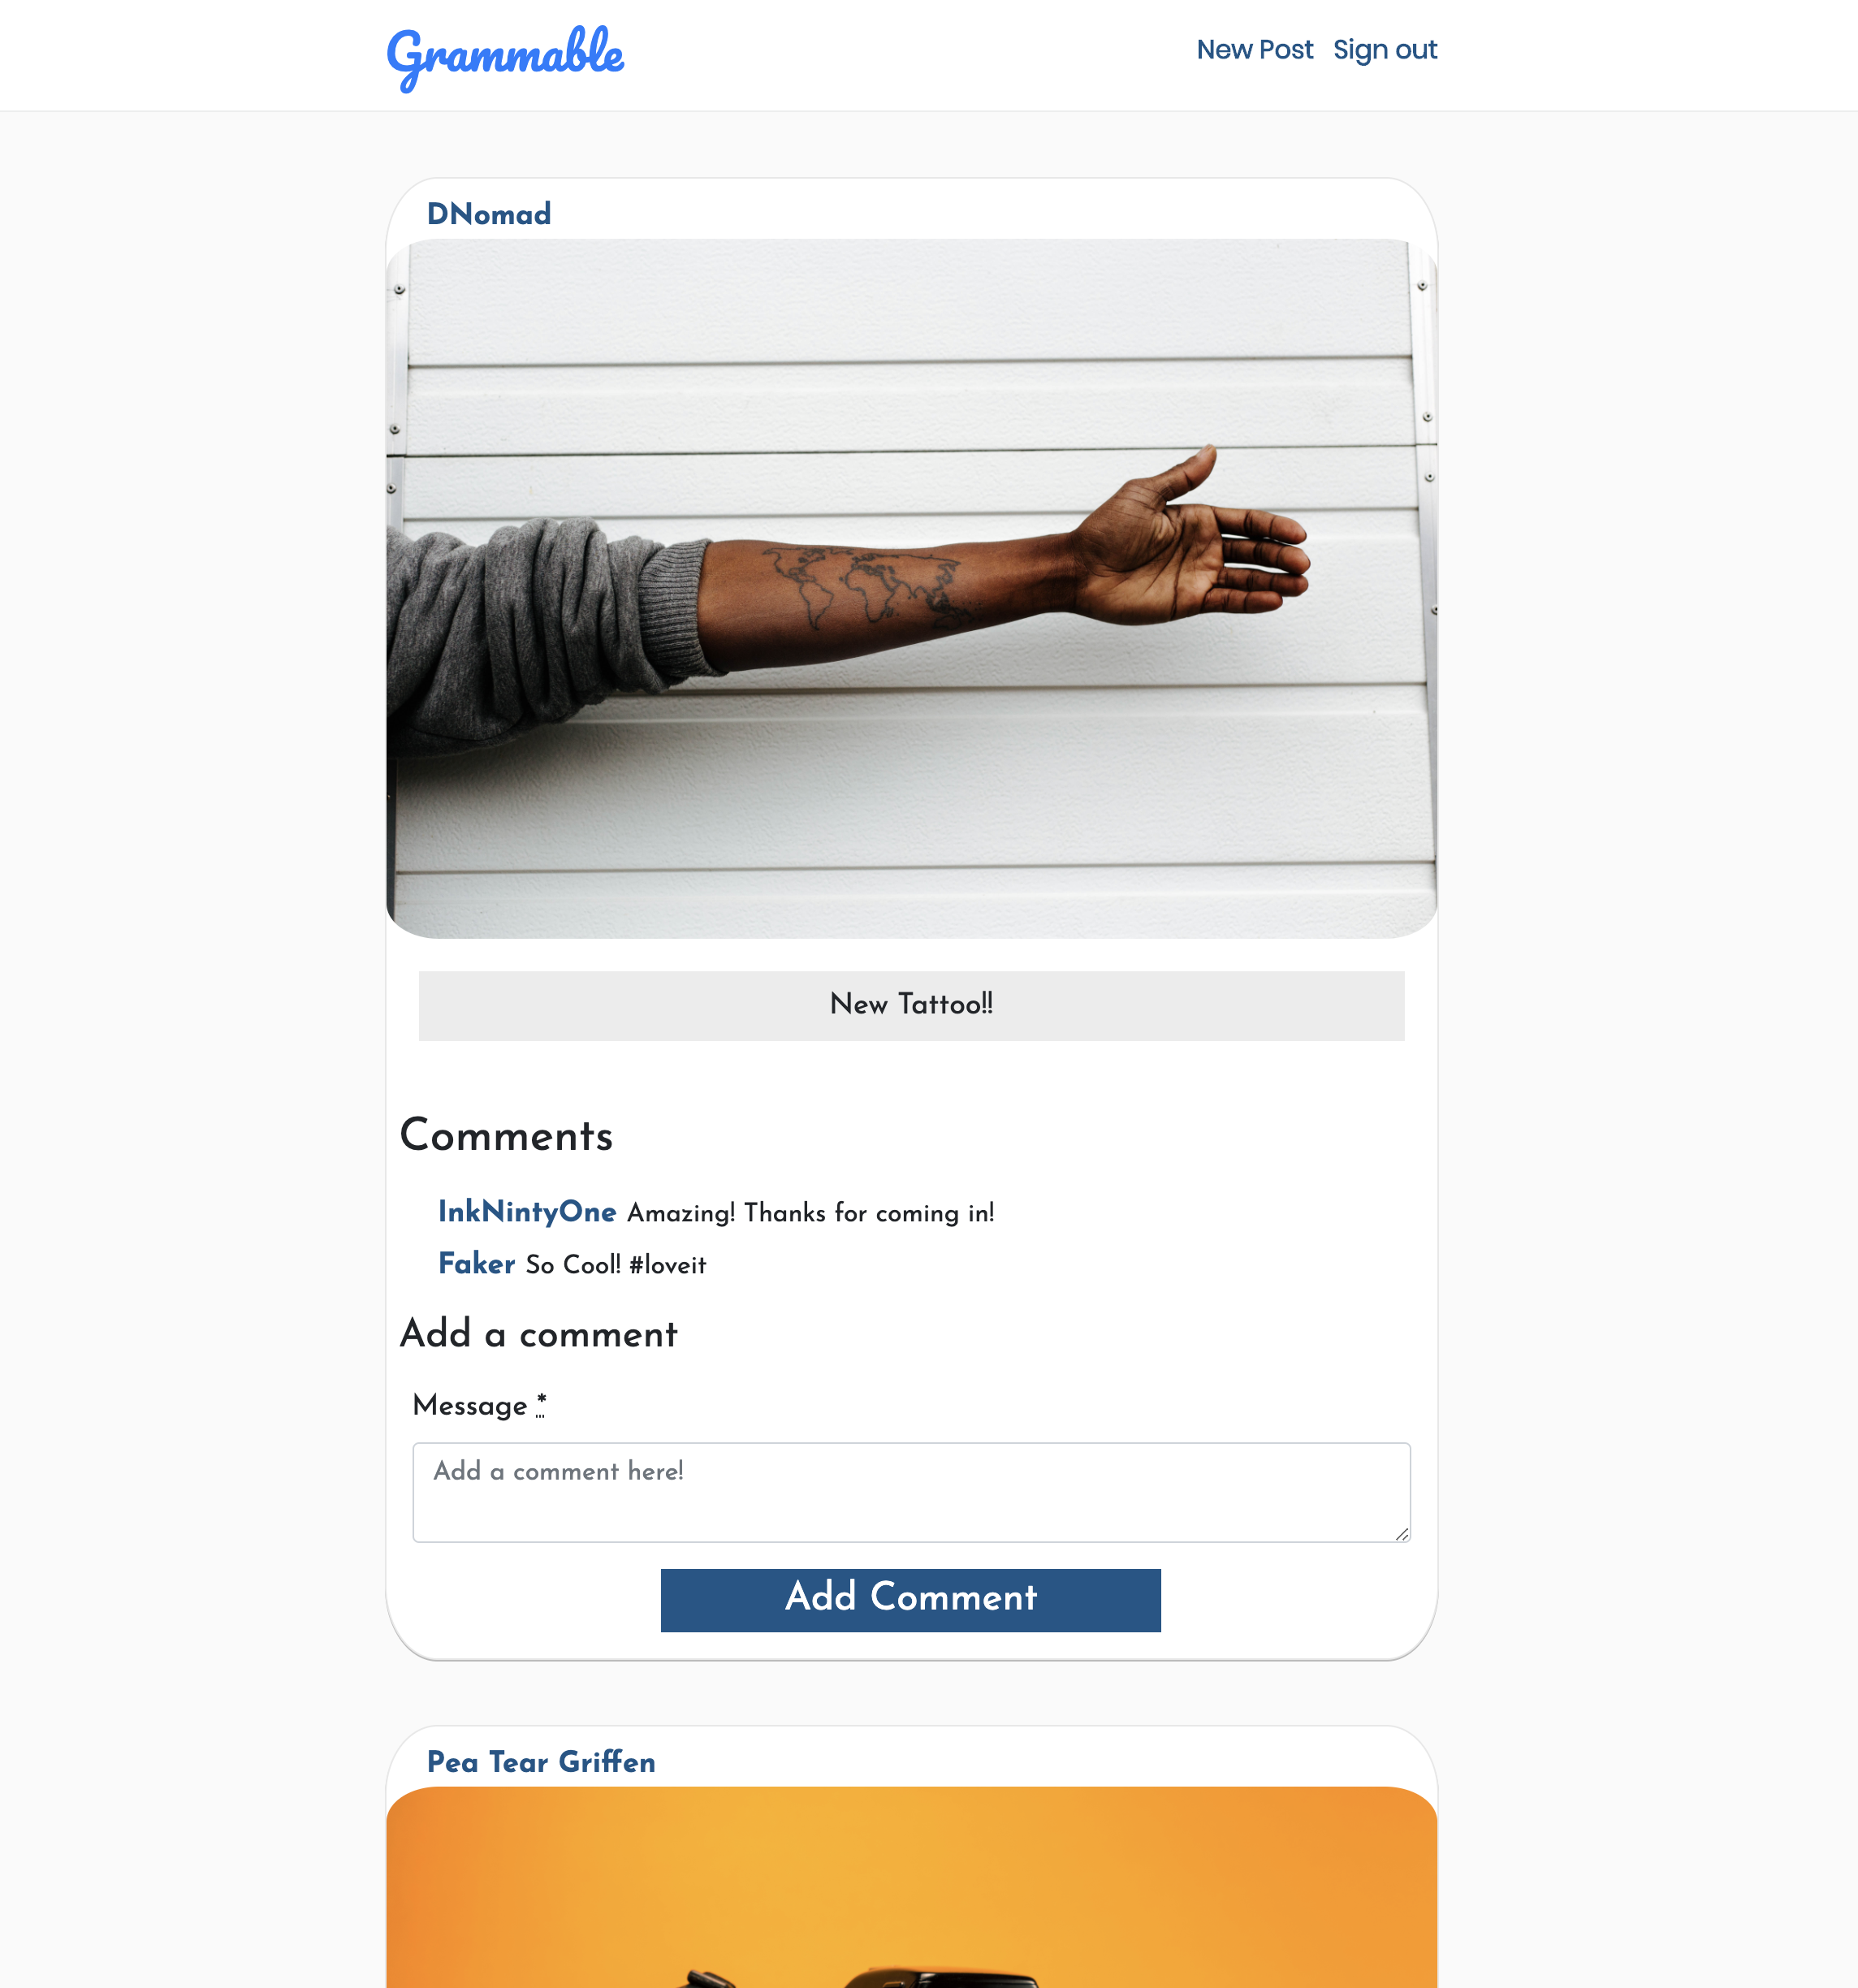 Grammable
New Post Sign out
DNomad
New Tattoo!!
Comments
InkNintyOne Amazing! Thanks for coming in!
Faker So Cool! #loveit
Add a comment
Message *
Add a comment here!
Add Comment
Pea Tear Griffen